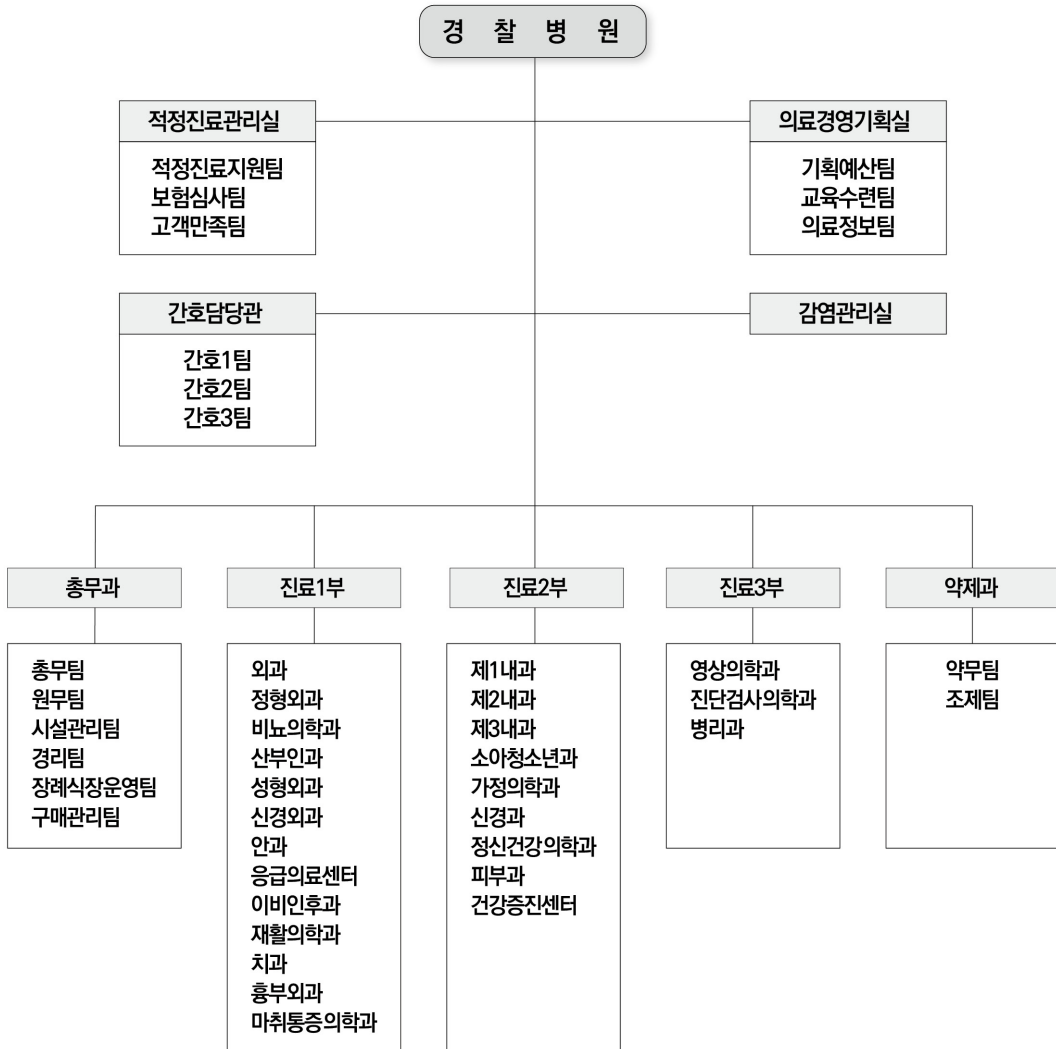 경 찰 병 원
적정진료관리실
적정진료지원팀
보험심사팀
고객만족팀
의료경영기획실
기획예산팀
교육수련팀
의료정보팀
간호담당관
간호1팀
간호2팀
간호3팀
감염관리실
총무과
총무팀
원무팀
시설관리팀
경리팀
장례식장운영팀
구매관리팀
진료1부
외과
정형외과
비뇨의학과
산부인과
성형외과
신경외과
안과
응급의료센터
이비인후과
재활의학과
치과
흉부외과
마취통증의학과
진료2부
제1내과
제2내과
제3내과
소아청소년과
가정의학과
신경과
정신건강의학과
피부과
건강증진센터
진료3부
영상의학과
진단검사의학과
병리과
약제과
약무팀
조제팀